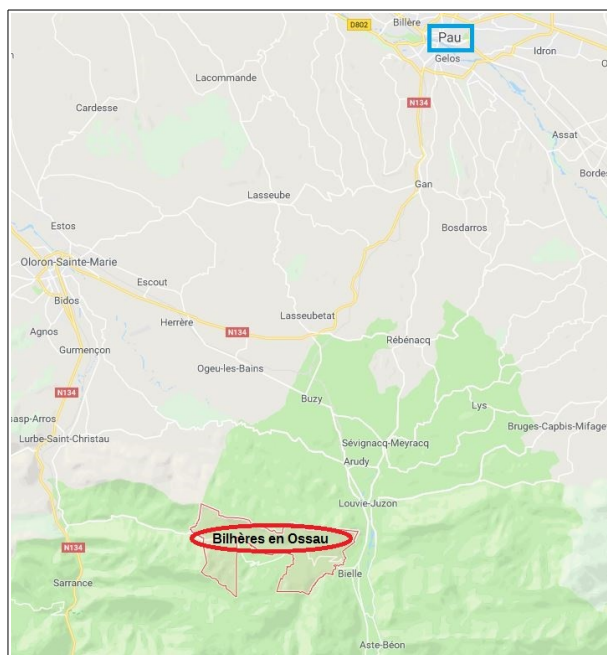 D802
Billère
Pau
Idron
Gelos
Lacommande
Cardesse
N134
Assat
Gan
Bordes
Lasseube
Bosdarros
Estos
Oloron-Sainte-Marie
Escout
Bidos
Herrère
N134
Lasseubetat
Agnos
Rébénacq
Gurmençon
Ogeu-les-Bains
N134
Buzy
Lys
asp-Arros
Bruges-Capbis-Mifaget
Lurbe-Saint-Christau
Sévignacq-Meyracq
Arudy
Louvie-Juzon
Bilhères en Ossau
N134
Bielle
Sarrance
Aste-Béon